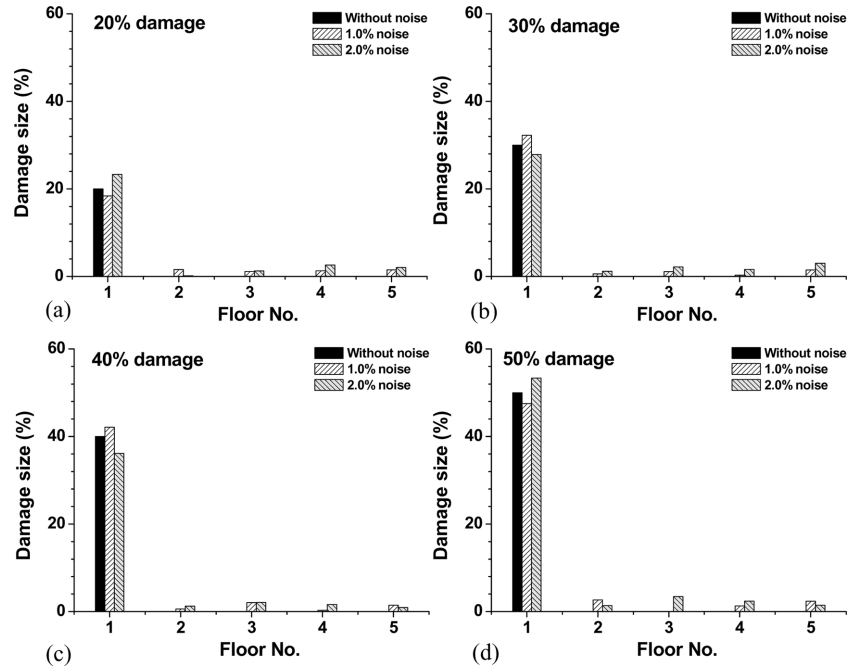 20% damage
Without noise
1.0% noise
2.0% noise
Damage size (%)
60
40
20
0
1 2 3 4 5
(a)
Floor No.
30% damage
Without noise
1.0% noise
2.0% noise
Damage size (%)
60
40
20
0
1 2 3 4 5
(b)
Floor No.
40% damage
Without noise
1.0% noise
2.0% noise
Damage size (%)
60
40
20
0
1 2 3 4 5
(c)
Floor No.
50% damage
Without noise
1.0% noise
2.0% noise
Damage size (%)
60
40
20
0
1 2 3 4 5
(d)
Floor No.